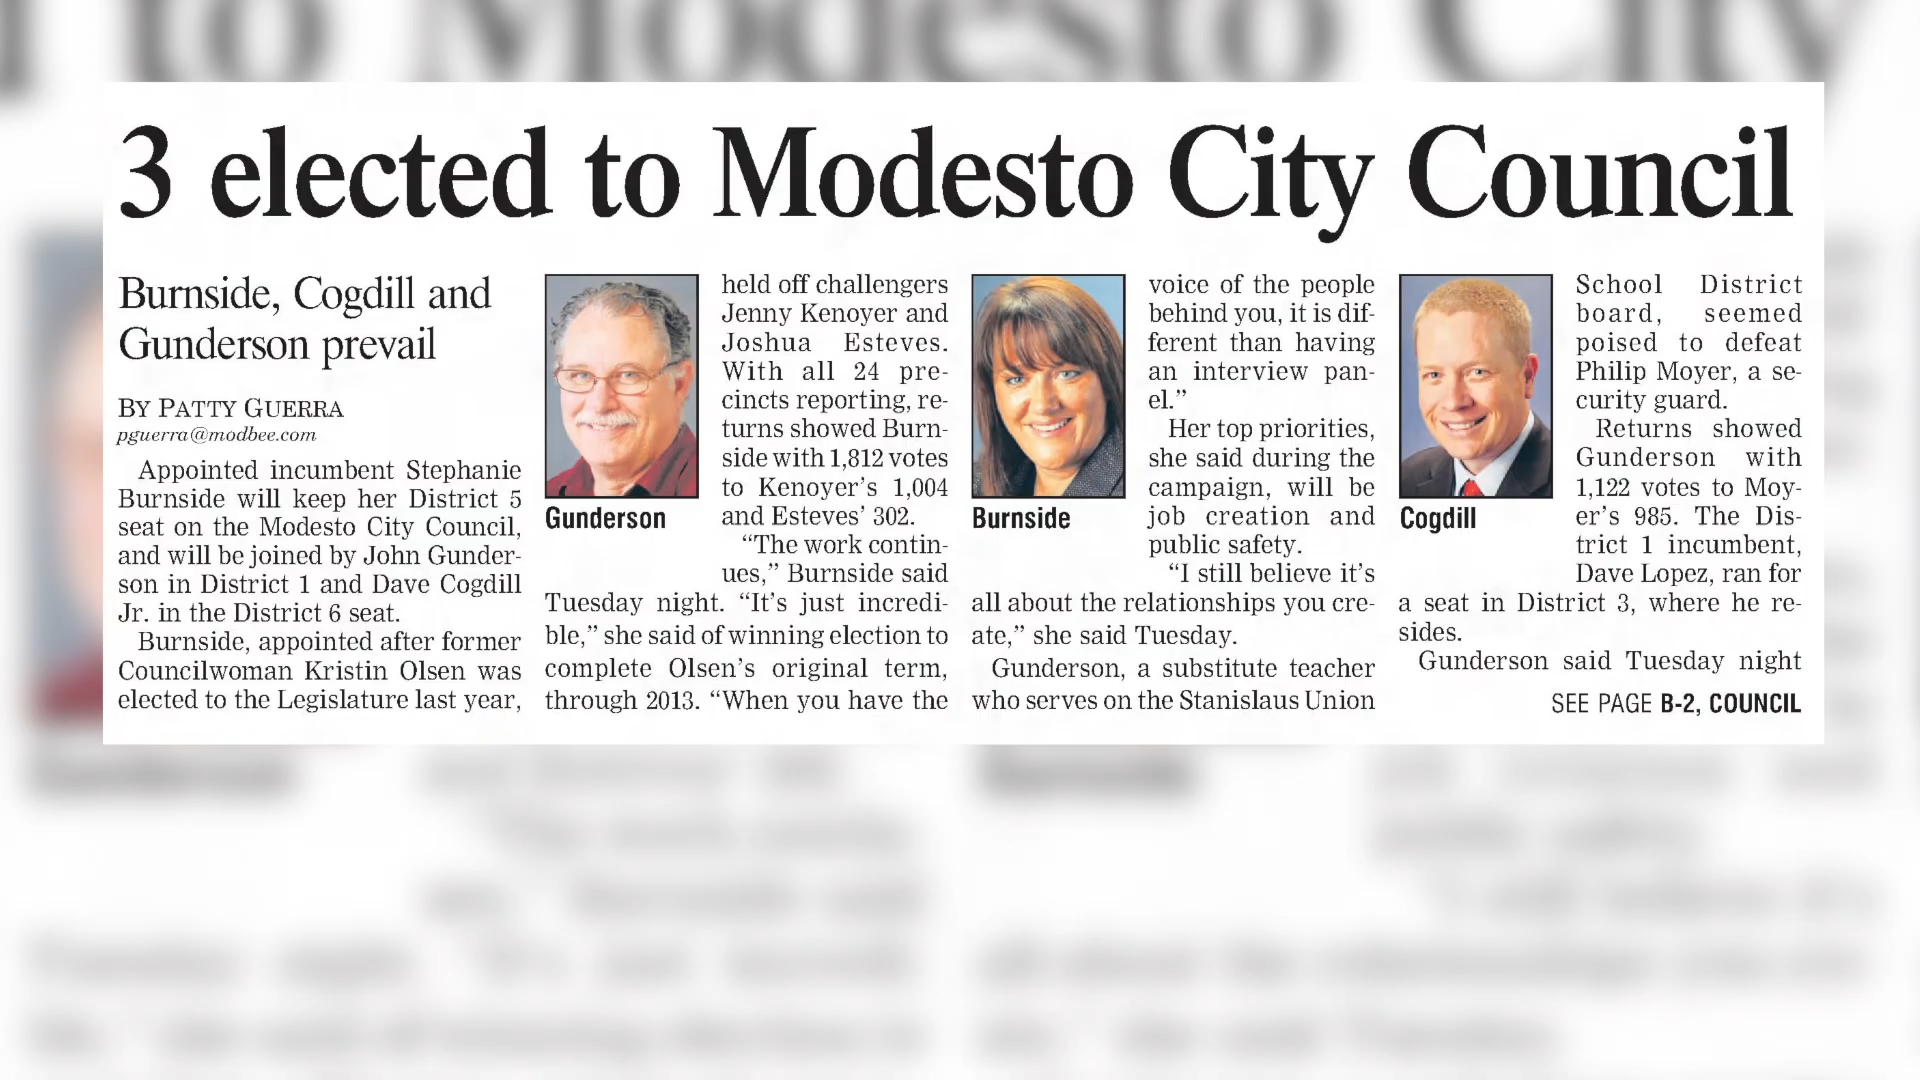 3 elected to Modesto City Council
Burnside, Cogdill and
Gunderson prevail
BY PATTY GUERRA
pguerra@modbee.com
Appointed incumbent Stephanie
Burnside will keep her District 5
seat on the Modesto City Council,
and will be joined by John Gunder-
son in District 1 and Dave Cogdill
Jr. in the District 6 seat.
Burnside, appointed after former
Councilwoman Kristin Olsen was
elected to the Legislature last year,
Gunderson
held off challengers
Jenny Kenoyer and
Joshua Esteves.
With all 24 pre-
cincts reporting, re-
turns showed Burn-
side with 1,812 votes
to Kenoyer's 1,004
and Esteves' 302.
"The work contin-
ues," Burnside said
Tuesday night. "It's just incredi-
ble," she said of winning election to
complete Olsen's original term,
through 2013. "When you have the
Burnside
voice of the people
behind you, it is dif-
ferent than having
an interview pan-
el."
Her top priorities,
she said during the
campaign, will be
job creation and
public safety.
"I still believe it's
all about the relationships you cre-
ate," she said Tuesday.
Gunderson, a substitute teacher
who serves on the Stanislaus Union
Cogdill
School District
board, seemed
poised to defeat
Philip Moyer, a se-
curity guard.
Returns showed
Gunderson with
1,122 votes to Moy-
er's 985. The Dis-
trict 1 incumbent,
Dave Lopez, ran for
a seat in District 3, where he re-
sides.
Gunderson said Tuesday night
SEE PAGE B-2, COUNCIL